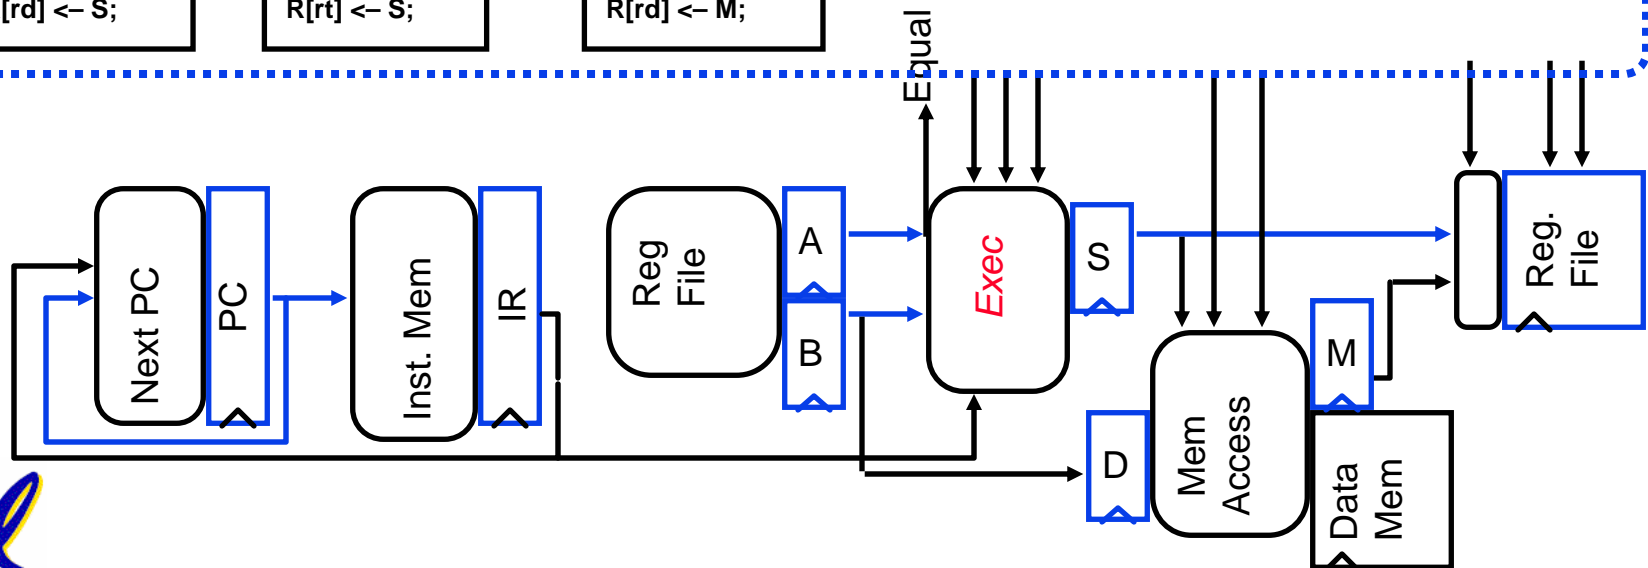 [rd] <– S;
R[rt] <– S;
R[rd] <– M;
Equal
Next PC
PC
Inst. Mem
IR
Reg
File
A
B
Exec
S
D
Mem
Access
M
Data
Mem
Reg.
File